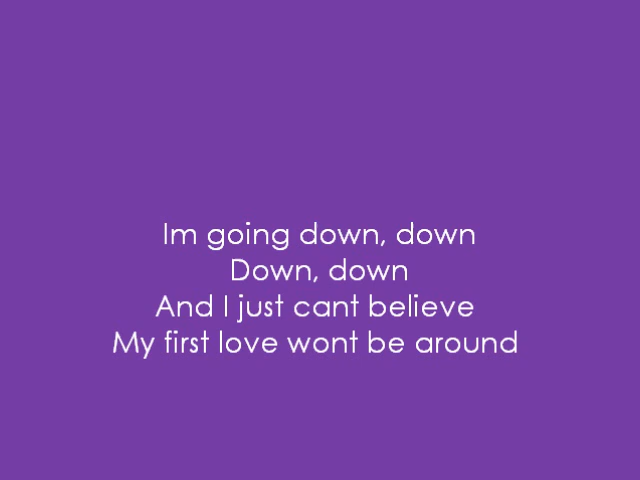 Im going down, down
Down, down
And I just cant believe
My first love wont be around